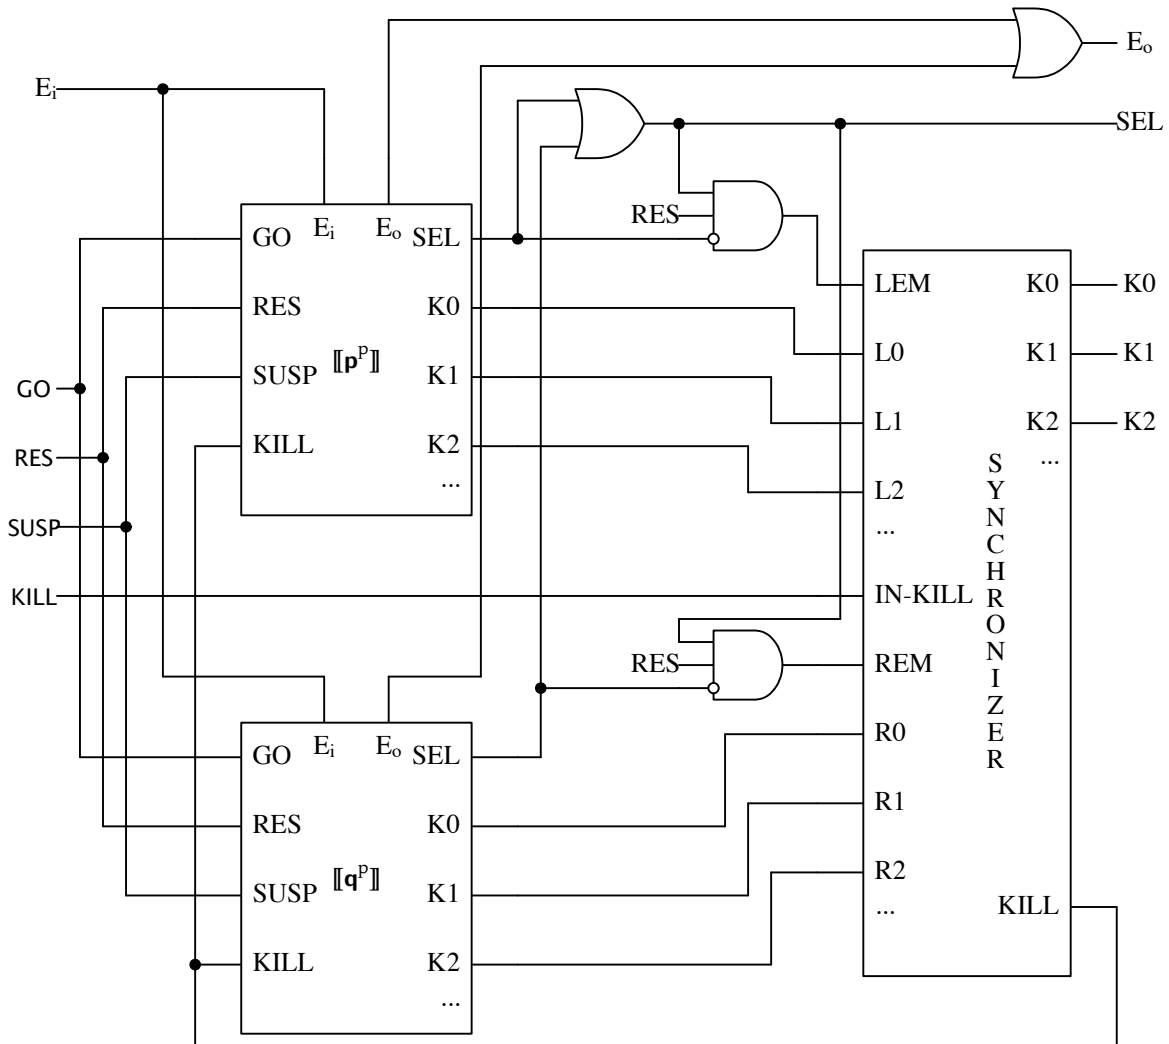 Eₒ
Eᵢ
SEL
RES
GO Eᵢ Eₒ SEL
RES K0
⟦pᵖ⟧
SUSP K1
KILL K2
...
GO
RES
SUSP
KILL
LEM K0 K0
L0 K1 K1
L1 K2 K2
...
L2
...
IN-KILL
SYNCHRONIZER
RES
REM
R0
R1
R2
...
KILL
GO Eᵢ Eₒ SEL
RES K0
⟦qᵖ⟧
SUSP K1
KILL K2
...